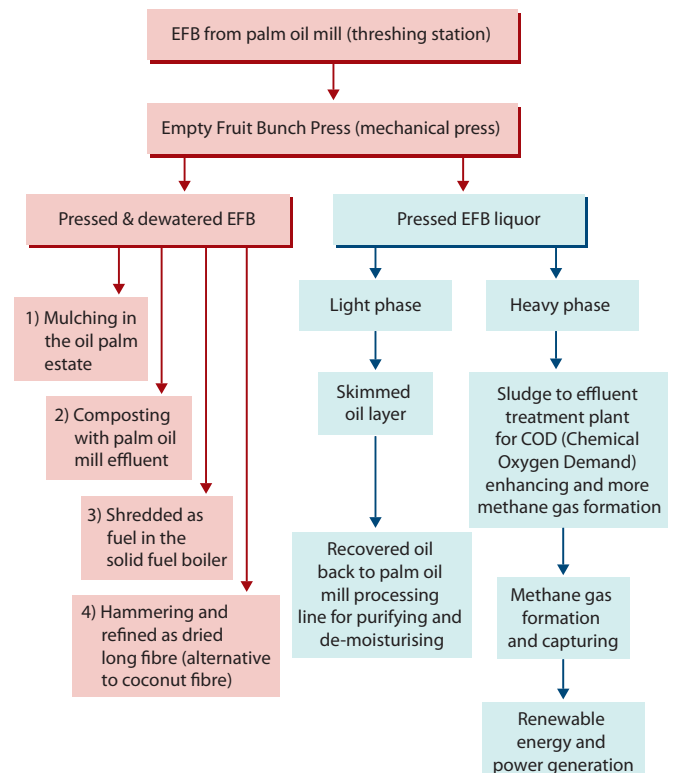 EFB from palm oil mill (threshing station)
Empty Fruit Bunch Press (mechanical press)
Pressed & dewatered EFB
1) Mulching in
the oil palm
estate
2) Composting
with palm oil
mill effluent
3) Shredded as
fuel in the
solid fuel boiler
4) Hammering and
refined as dried
long fibre (alternative
to coconut fibre)
Pressed EFB liquor
Light phase
Skimmed
oil layer
Recovered oil
back to palm oil
mill processing
line for purifying and
de-moisturising
Heavy phase
Sludge to effluent
treatment plant
for COD (Chemical
Oxygen Demand)
enhancing and more
methane gas formation
Methane gas
formation
and capturing
Renewable
energy and
power generation